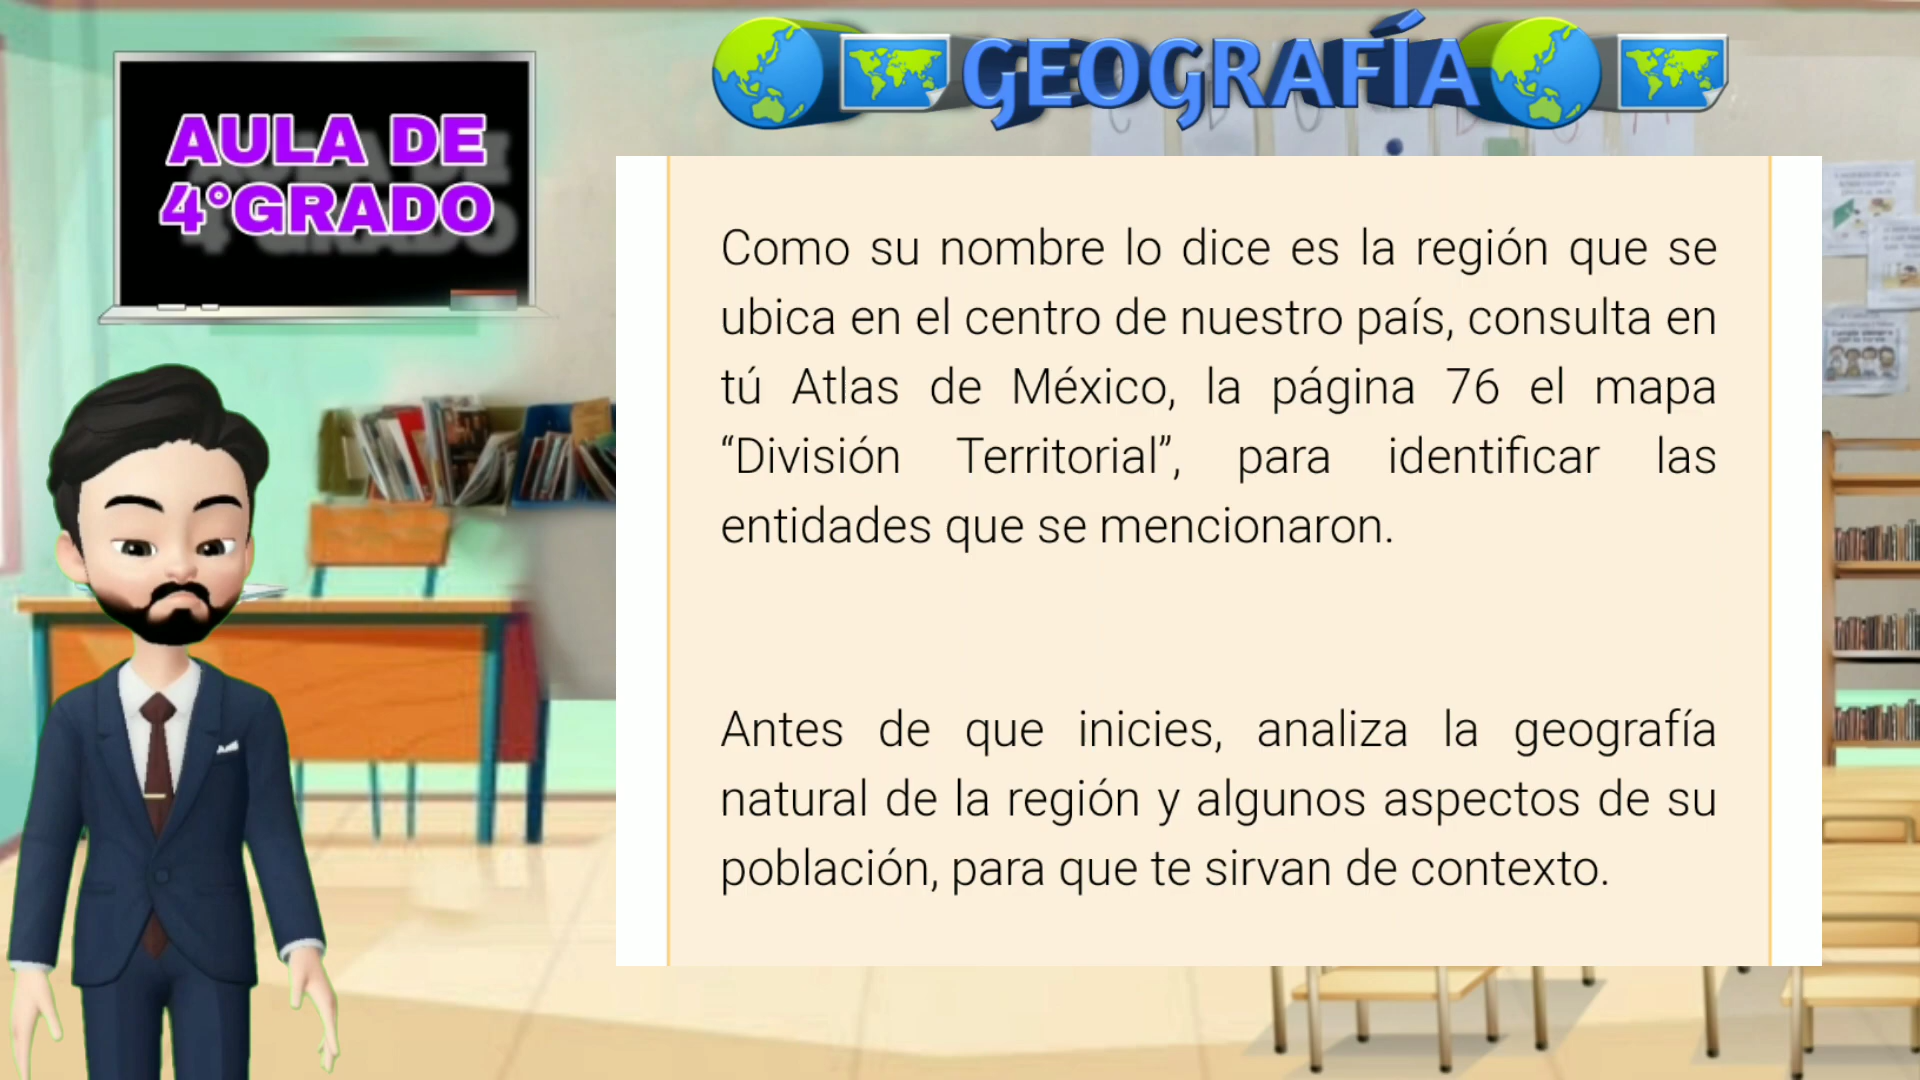 GEOGRAFÍA
AULA DE
4°GRADO
Como su nombre lo dice es la región que se
ubica en el centro de nuestro país, consulta en
tú Atlas de México, la página 76 el mapa
“División Territorial”, para identificar las
entidades que se mencionaron.
Antes de que inicies, analiza la geografía
natural de la región y algunos aspectos de su
población, para que te sirvan de contexto.